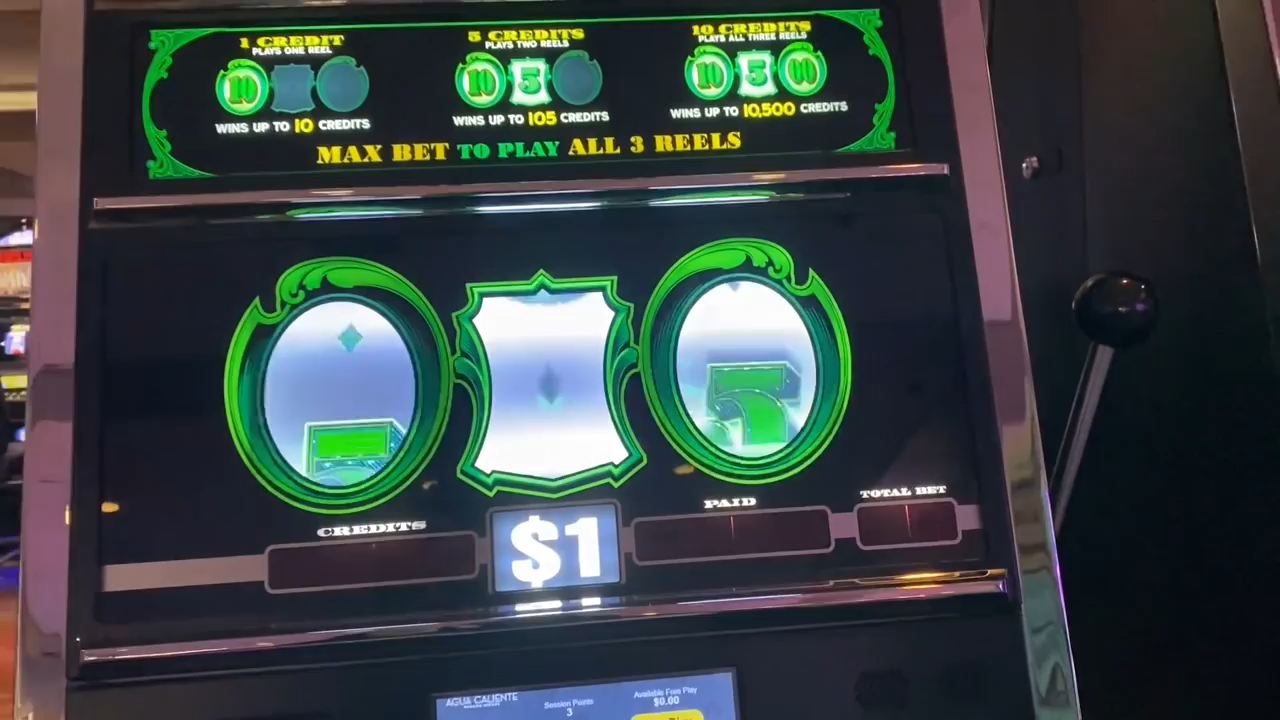 1 CREDIT
PLAYS ONE REEL
10
WINS UP TO 10 CREDITS
5 CREDITS
PLAYS TWO REELS
10 5
WINS UP TO 105 CREDITS
10 CREDITS
PLAYS ALL THREE REELS
10 5 00
WINS UP TO 10,500 CREDITS
MAX BET TO PLAY ALL 3 REELS
5
CREDITS
$1
PAID
TOTAL BET
AGUA CALIENTE
Session Points
3
Available Free Play
$0.00